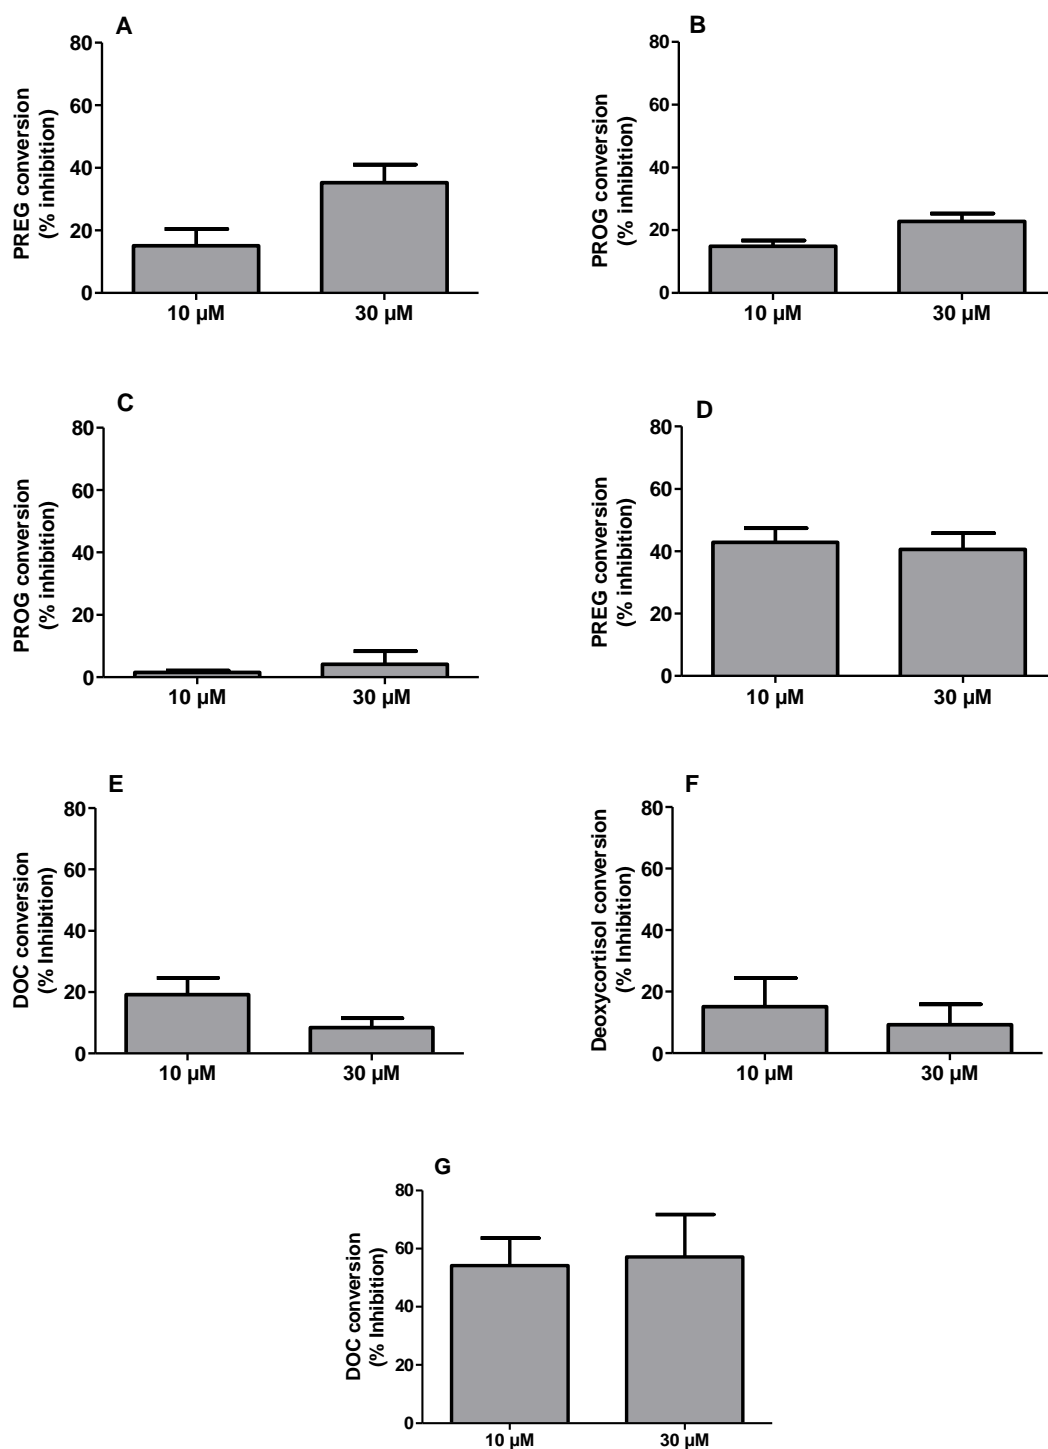 A
PREG conversion
(% inhibition)
80
60
40
20
0
10 µM
30 µM
B
PROG conversion
(% inhibition)
80
60
40
20
0
10 µM
30 µM
C
PROG conversion
(% inhibition)
80
60
40
20
0
10 µM
30 µM
D
PREG conversion
(% inhibition)
80
60
40
20
0
10 µM
30 µM
E
DOC conversion
(% Inhibition)
80
60
40
20
0
10 µM
30 µM
F
Deoxycortisol conversion
(% Inhibition)
80
60
40
20
0
10 µM
30 µM
G
DOC conversion
(% Inhibition)
80
60
40
20
0
10 µM
30 µM